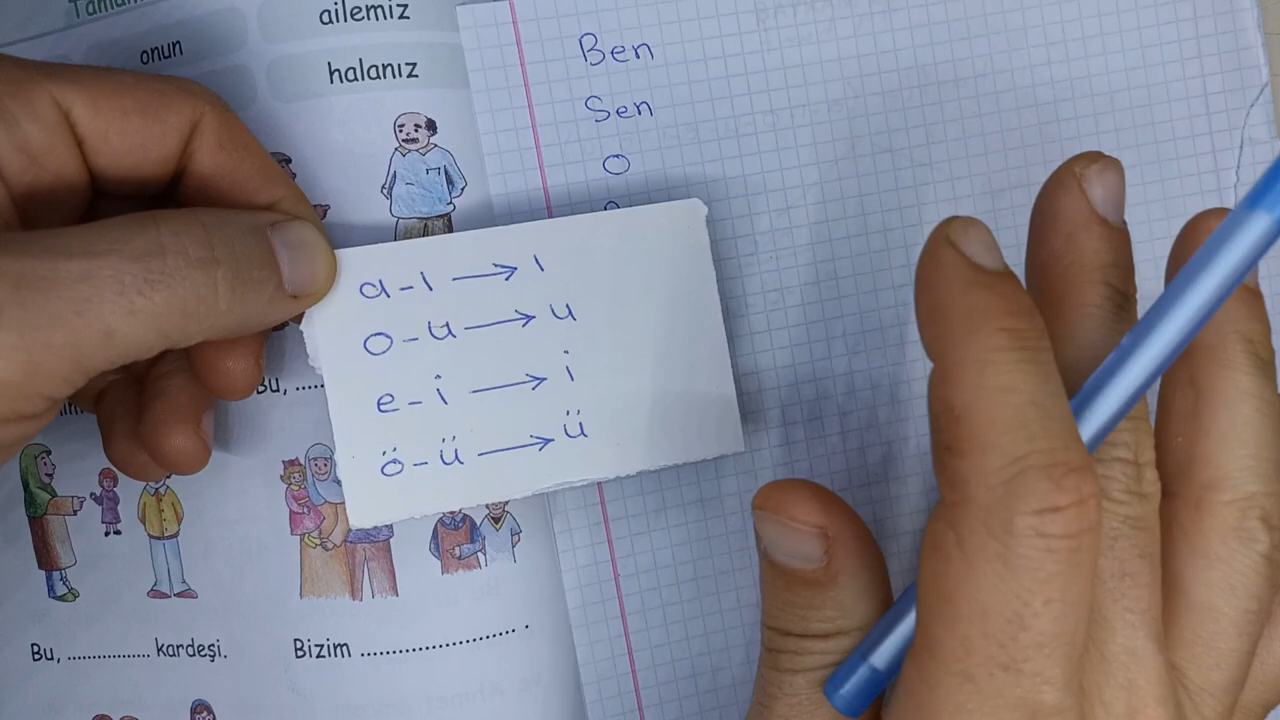 ailemiz
onun
halanız
Ben
Sen
O
a-ı → ı
o-u → u
e-i → i
ö-ü → ü
Bu, .....
Bu, ................ kardeşi.
Bizim ........................ .